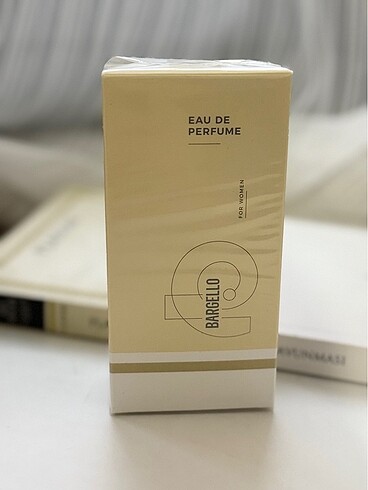 EAU DE
PERFUME
FOR WOMEN
BARGELLO